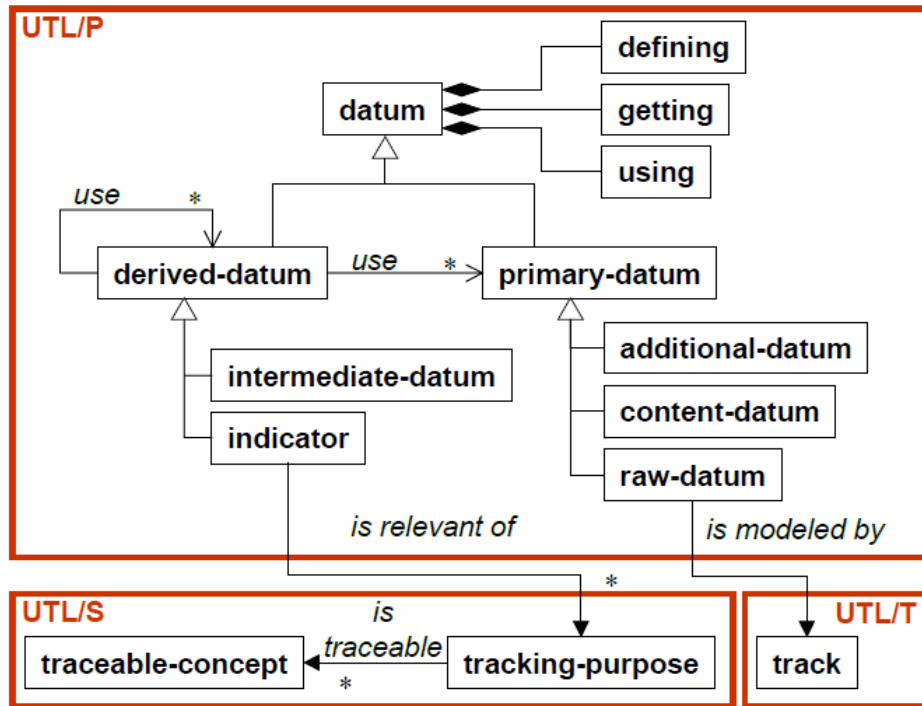 UTL/P
defining
datum
getting
using
use *
derived-datum
use *
primary-datum
additional-datum
intermediate-datum
content-datum
indicator
raw-datum
is relevant of
is modeled by
*
UTL/S
UTL/T
is
traceable
traceable-concept
*
tracking-purpose
track